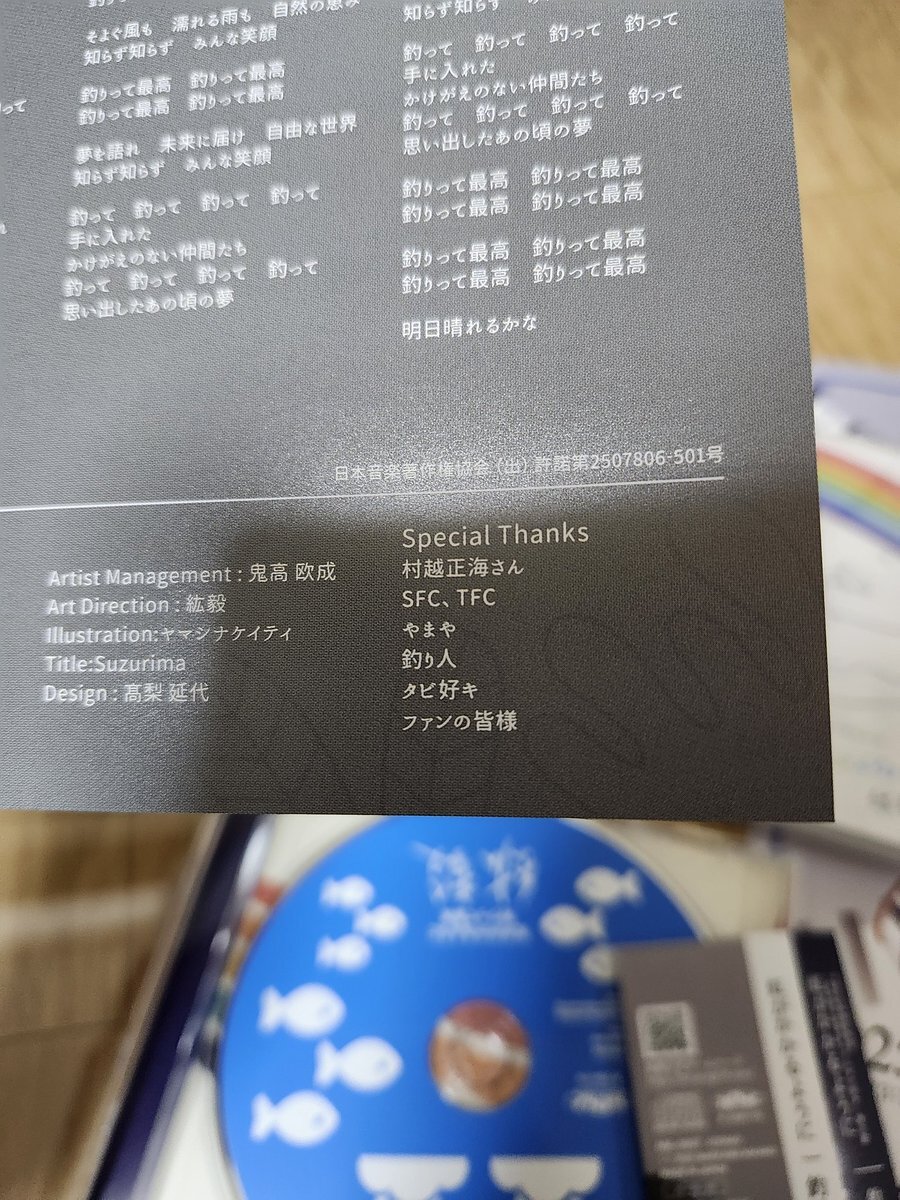 そよぐ風も 濡れる雨も 自然の恵み
知らず知らず みんな笑顔
釣りって最高 釣りって最高
釣りって最高 釣りって最高
夢を語れ 未来に届け 自由な世界
知らず知らず みんな笑顔
釣って 釣って 釣って 釣って
手に入れた
かけがえのない仲間たち
釣って 釣って 釣って 釣って
思い出したあの頃の夢
知らず知らず
釣って 釣って 釣って 釣って
手に入れた
かけがえのない仲間たち
釣って 釣って 釣って 釣って
思い出したあの頃の夢
釣りって最高 釣りって最高
釣りって最高 釣りって最高
釣りって最高 釣りって最高
釣りって最高 釣りって最高
明日晴れるかな
日本音楽著作権協会（出）許諾第2507806-501号
Artist Management : 鬼高 欧成
Art Direction : 紘毅
Illustration:ヤマシナケイティ
Title:Suzurima
Design : 高梨 延代
Special Thanks
村越正海さん
SFC、TFC
やまや
釣り人
タビ好キ
ファンの皆様